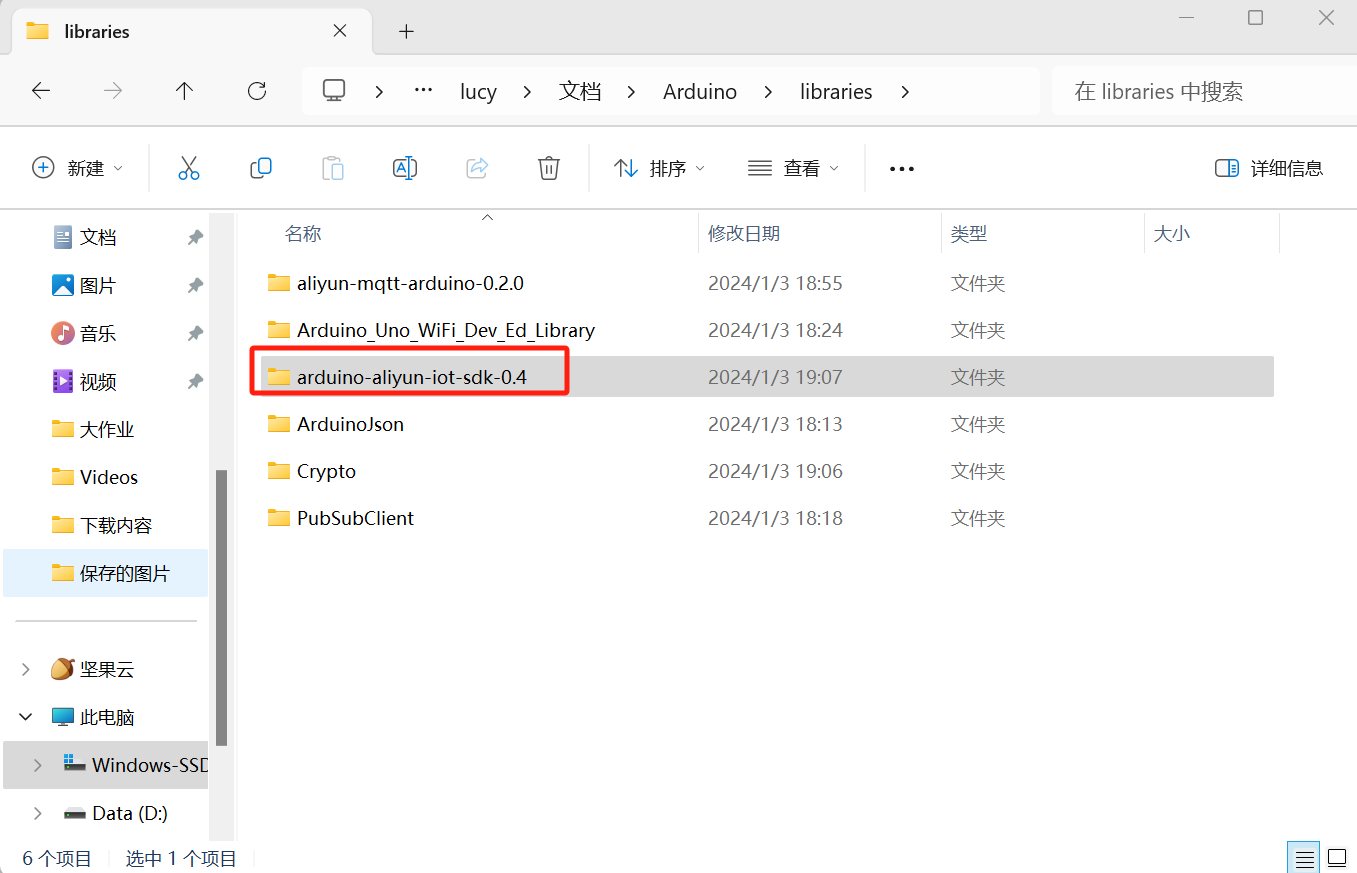 libraries
lucy > 文档 > Arduino > libraries >
在 libraries 中搜索
新建
排序
查看
详细信息
文档
图片
音乐
视频
大作业
Videos
下载内容
保存的图片
坚果云
此电脑
Windows-SSD
Data (D:)
名称 修改日期 类型 大小
aliyun-mqtt-arduino-0.2.0 2024/1/3 18:55 文件夹
Arduino_Uno_WiFi_Dev_Ed_Library 2024/1/3 18:24 文件夹
arduino-aliyun-iot-sdk-0.4 2024/1/3 19:07 文件夹
ArduinoJson 2024/1/3 18:13 文件夹
Crypto 2024/1/3 19:06 文件夹
PubSubClient 2024/1/3 18:18 文件夹
6 个项目 选中 1 个项目